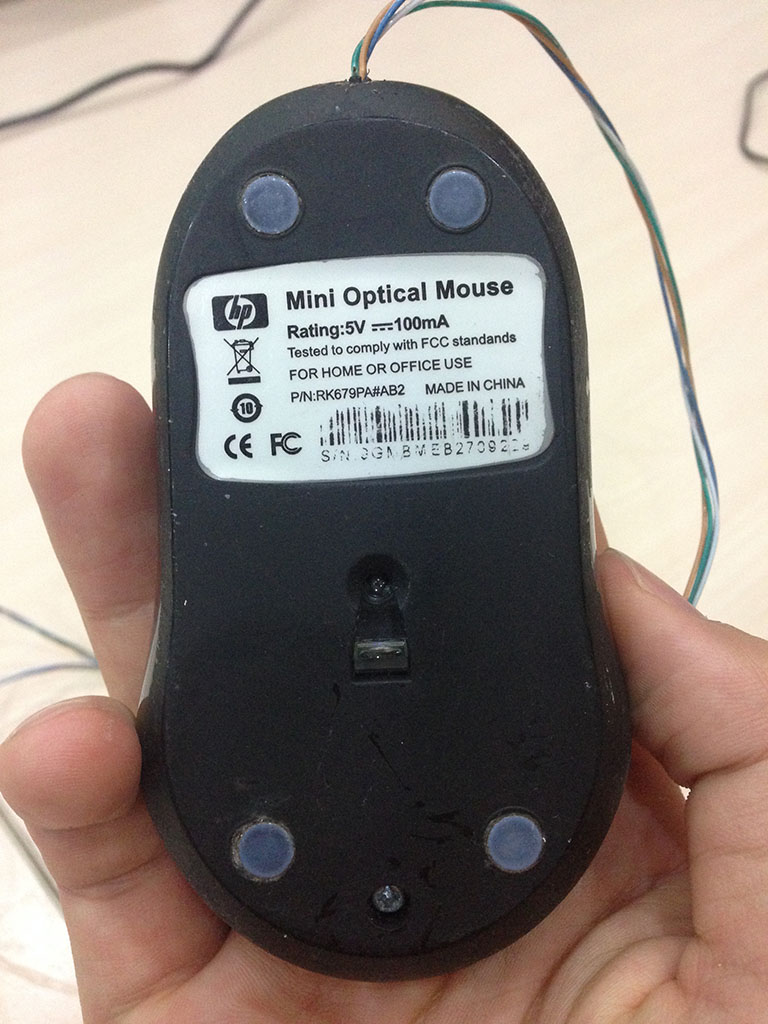 hp
Mini Optical Mouse
Rating:5V ⎓100mA
Tested to comply with FCC standards
FOR HOME OR OFFICE USE
P/N:RK679PA#AB2 MADE IN CHINA
10
CE FC